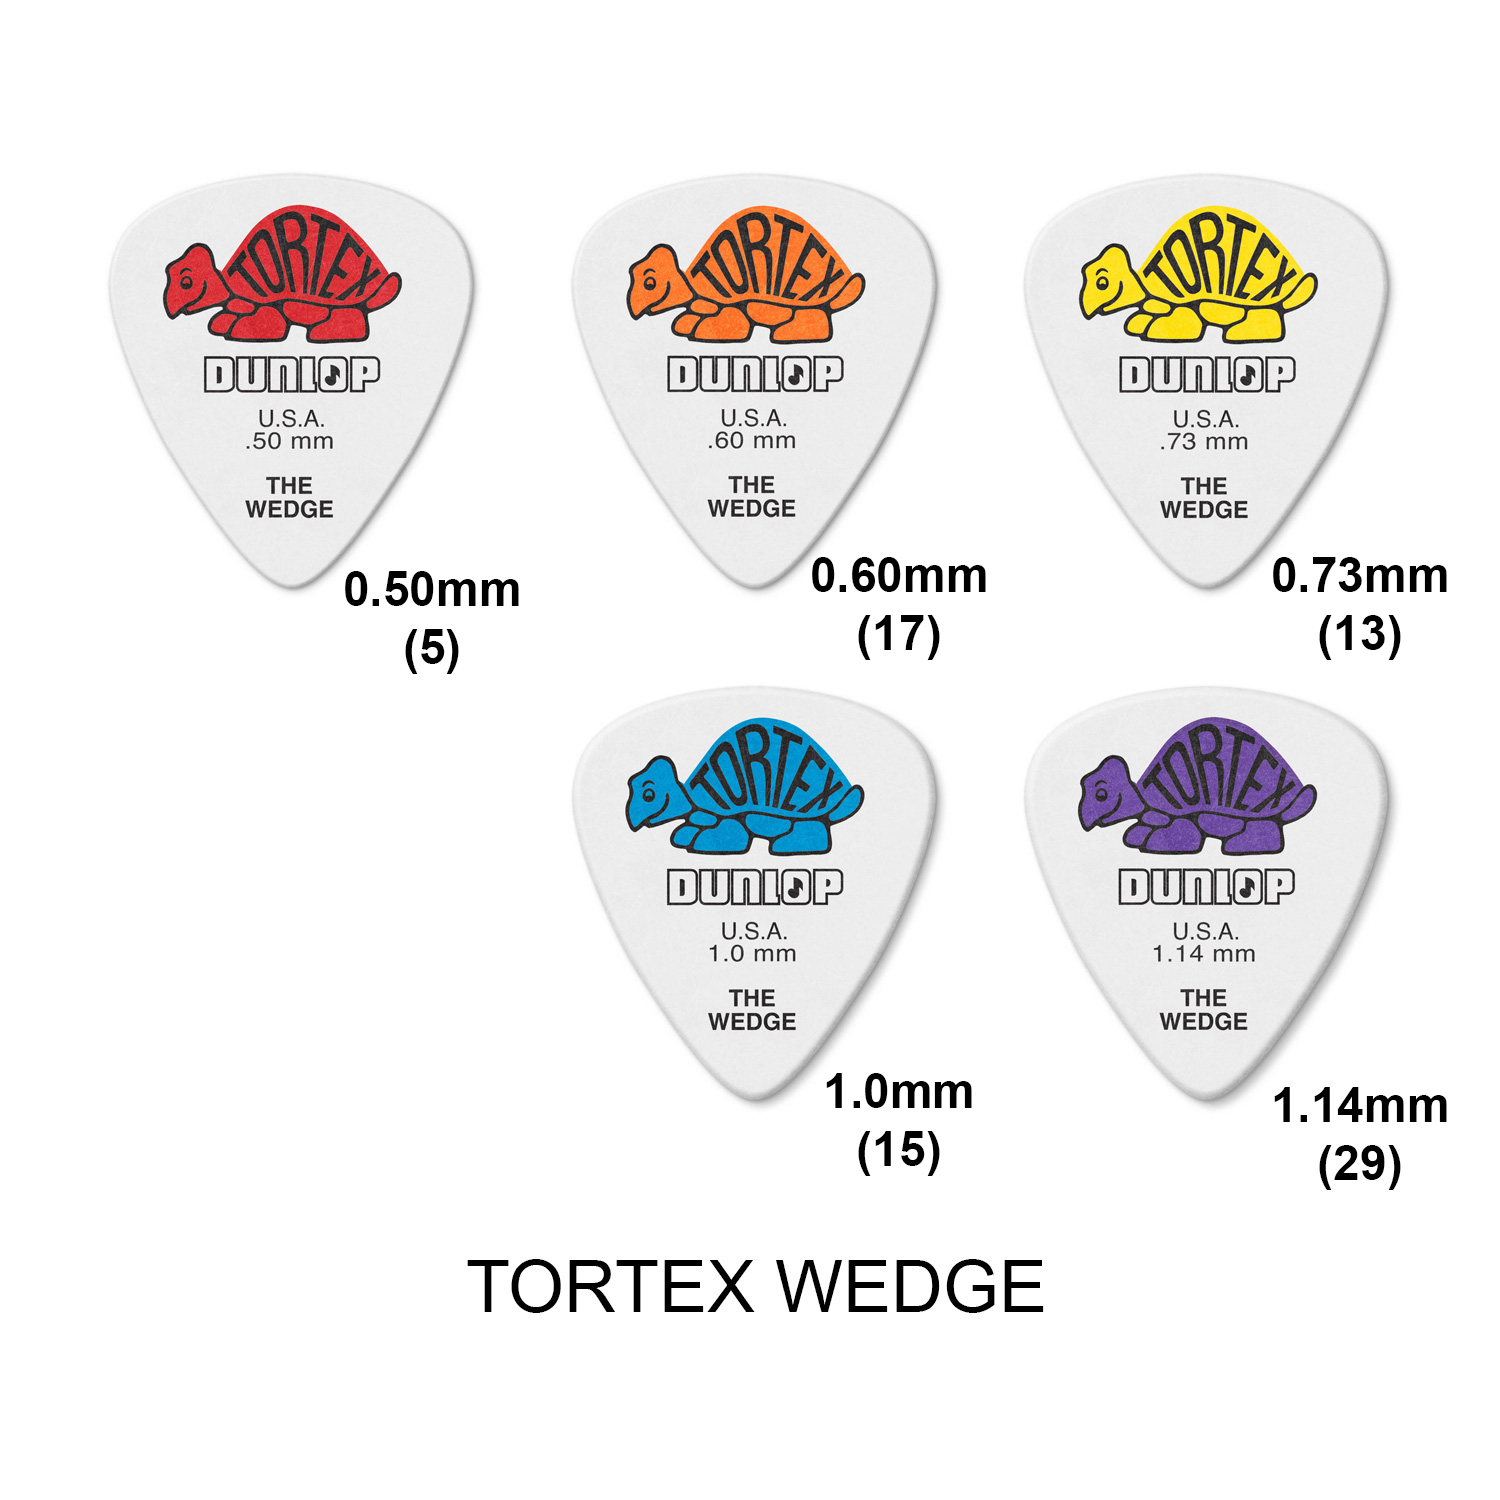 TORTEX
DUNLOP
U.S.A.
.50 mm
THE
WEDGE
0.50mm
(5)
TORTEX
DUNLOP
U.S.A.
.60 mm
THE
WEDGE
0.60mm
(17)
TORTEX
DUNLOP
U.S.A.
.73 mm
THE
WEDGE
0.73mm
(13)
TORTEX
DUNLOP
U.S.A.
1.0 mm
THE
WEDGE
1.0mm
(15)
TORTEX
DUNLOP
U.S.A.
1.14 mm
THE
WEDGE
1.14mm
(29)
TORTEX WEDGE